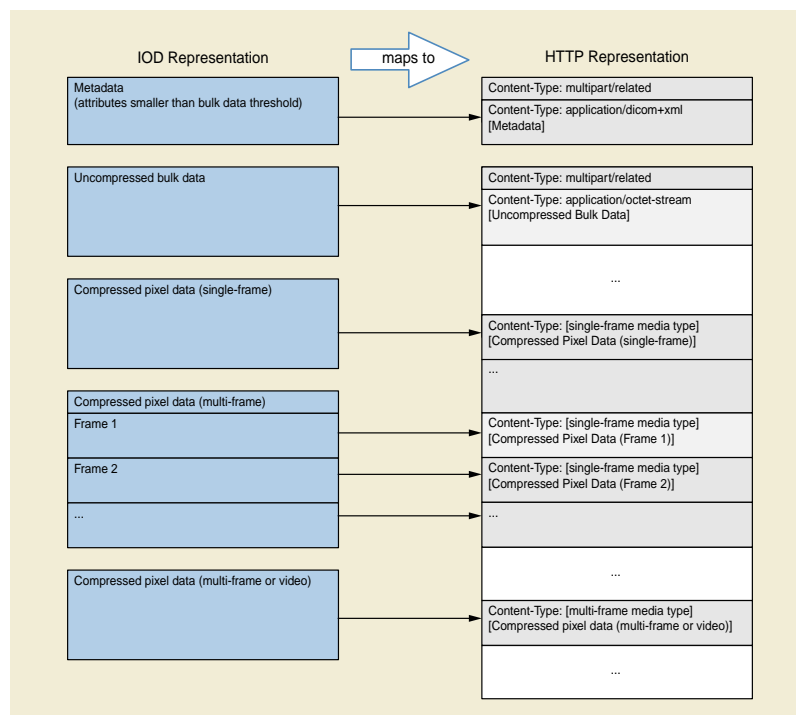 IOD Representation
maps to
HTTP Representation
Metadata
(attributes smaller than bulk data threshold)
Content-Type: multipart/related
Content-Type: application/dicom+xml
[Metadata]
Uncompressed bulk data
Content-Type: multipart/related
Content-Type: application/octet-stream
[Uncompressed Bulk Data]
...
Compressed pixel data (single-frame)
Content-Type: [single-frame media type]
[Compressed Pixel Data (single-frame)]
...
Compressed pixel data (multi-frame)
Frame 1
Content-Type: [single-frame media type]
[Compressed Pixel Data (Frame 1)]
Frame 2
Content-Type: [single-frame media type]
[Compressed Pixel Data (Frame 2)]
...
...
...
Compressed pixel data (multi-frame or video)
Content-Type: [multi-frame media type]
[Compressed pixel data (multi-frame or video)]
...